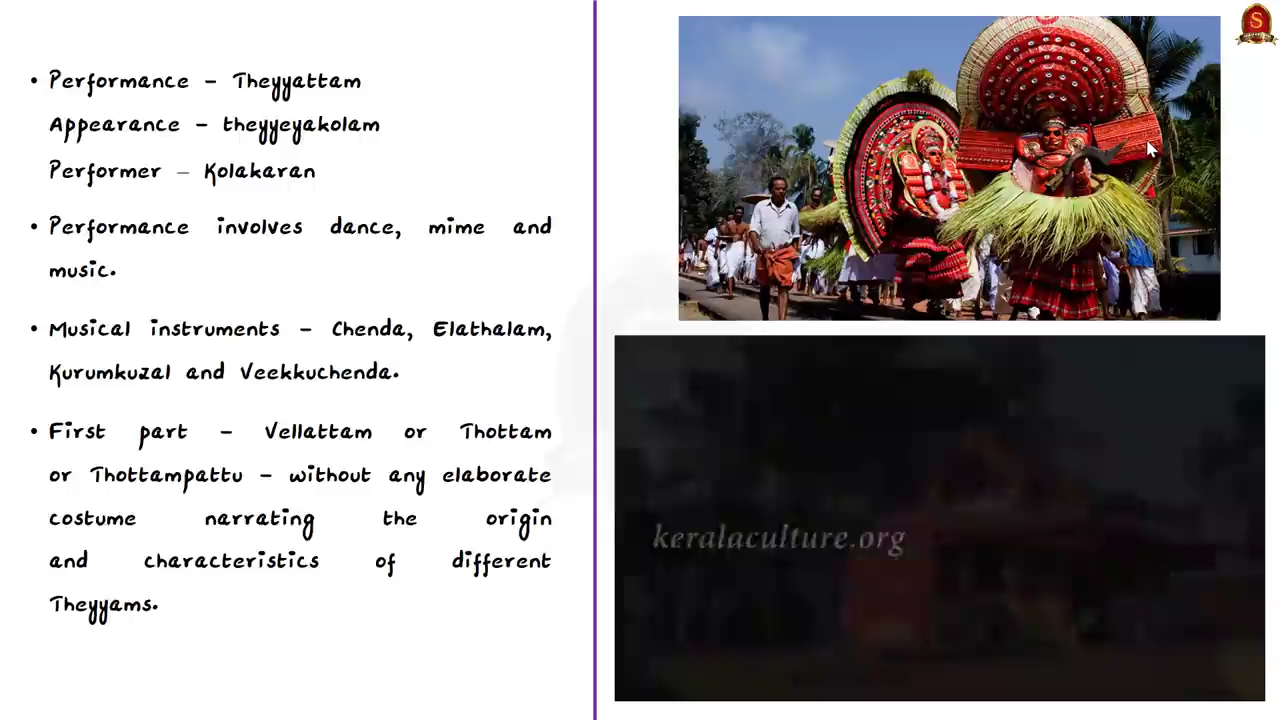 • Performance – Theyyattam
Appearance – theyyeyakolam
Performer – Kolakaran
• Performance involves dance, mime and
music.
• Musical instruments – Chenda, Elathalam,
Kurumkuzal and Veekkuchenda.
• First part – Vellattam or Thottam
or Thottampattu – without any elaborate
costume narrating the origin
and characteristics of different
Theyyams.
keralaculture.org